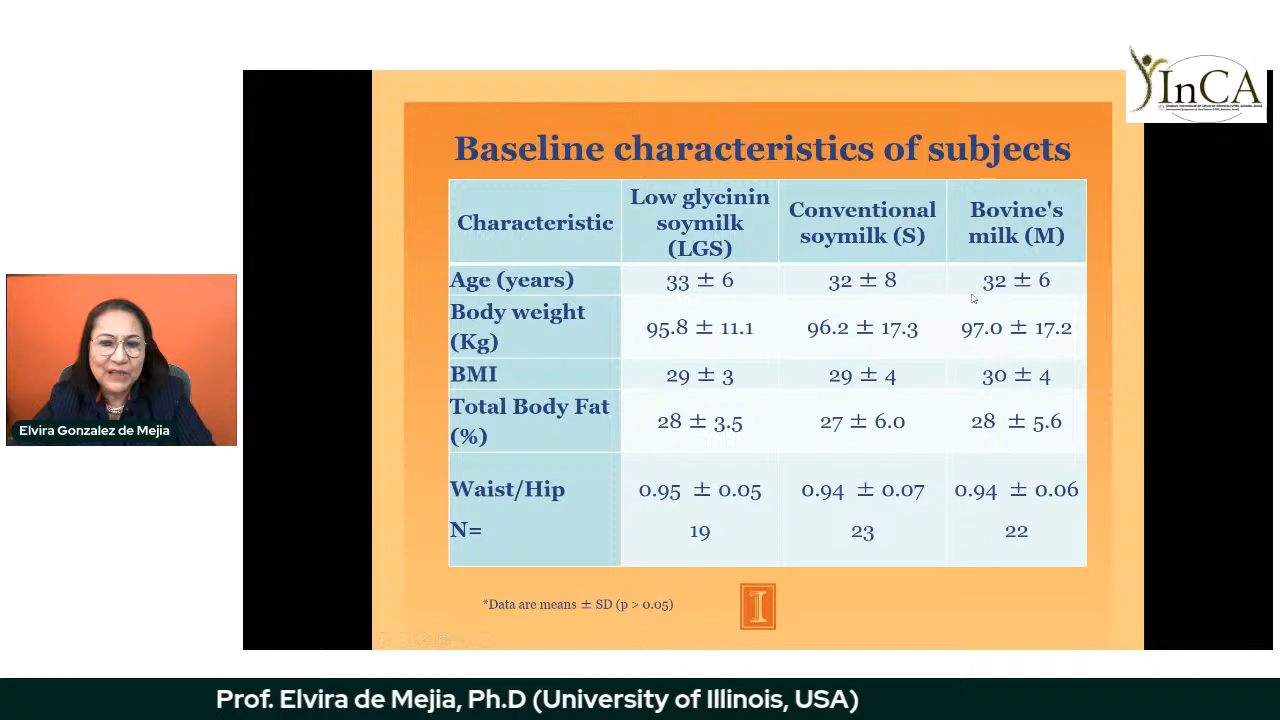 InCA
Baseline characteristics of subjects
Characteristic
Low glycinin
soymilk
(LGS)
Conventional
soymilk (S)
Bovine's
milk (M)
Age (years)
33 ± 6
32 ± 8
32 ± 6
Body weight
(Kg)
95.8 ± 11.1
96.2 ± 17.3
97.0 ± 17.2
BMI
29 ± 3
29 ± 4
30 ± 4
Total Body Fat
(%)
28 ± 3.5
27 ± 6.0
28 ± 5.6
Waist/Hip
0.95 ± 0.05
0.94 ± 0.07
0.94 ± 0.06
N=
19
23
22
*Data are means ± SD (p > 0.05)
I
Elvira Gonzalez de Mejia
Prof. Elvira de Mejia, Ph.D (University of Illinois, USA)